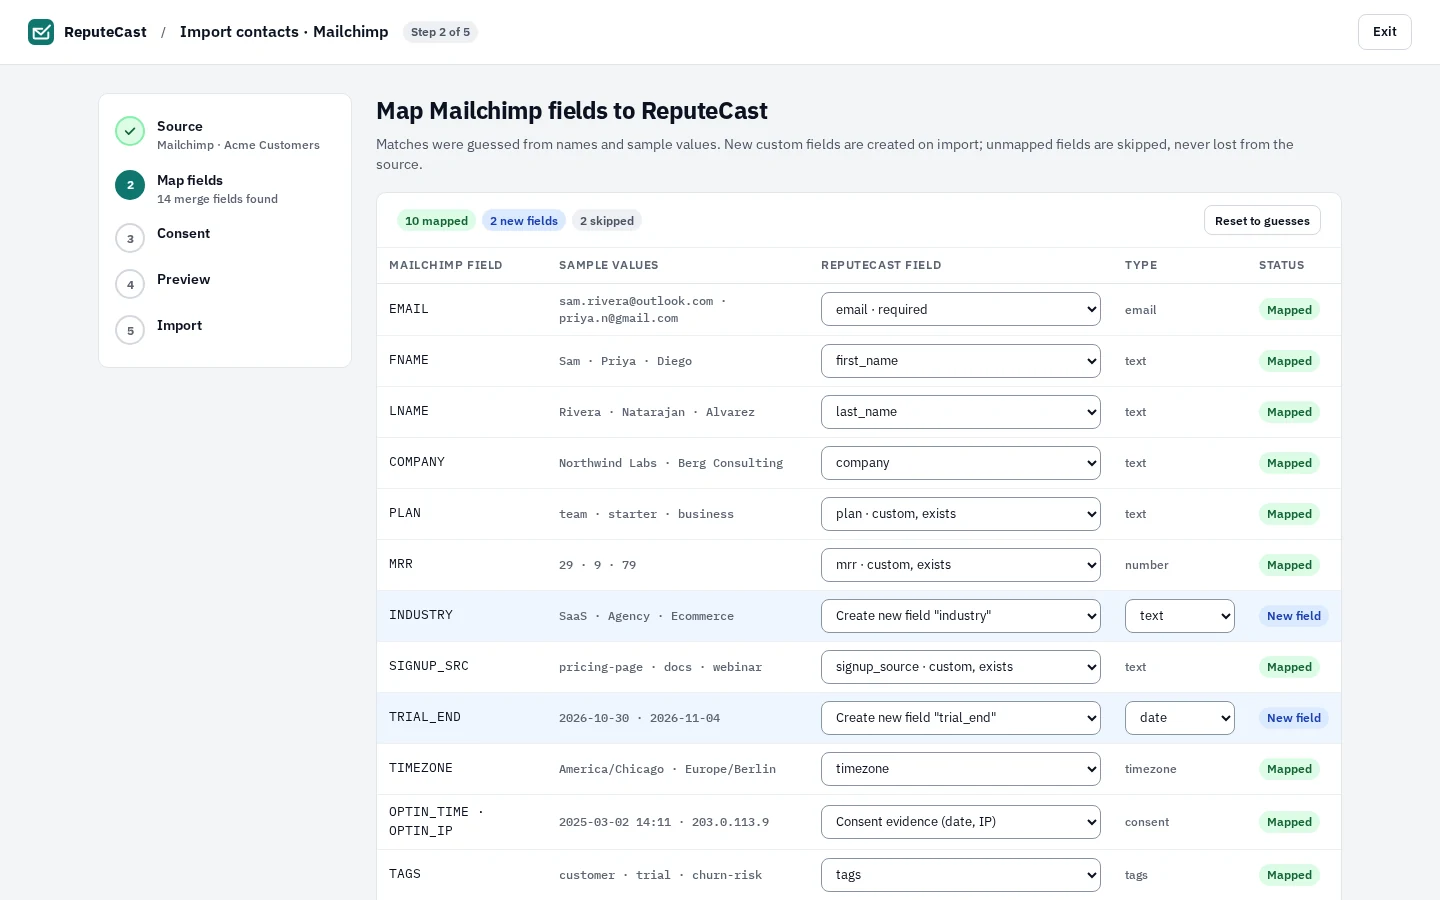 ReputeCast / Import contacts · Mailchimp Step 2 of 5 Exit
Source
Mailchimp · Acme Customers
2 Map fields
14 merge fields found
3 Consent
4 Preview
5 Import
Map Mailchimp fields to ReputeCast
Matches were guessed from names and sample values. New custom fields are created on import; unmapped fields are skipped, never lost from the
source.
10 mapped 2 new fields 2 skipped Reset to guesses
MAILCHIMP FIELD SAMPLE VALUES REPUTECAST FIELD TYPE STATUS
EMAIL sam.rivera@outlook.com · priya.n@gmail.com email · required email Mapped
FNAME Sam · Priya · Diego first_name text Mapped
LNAME Rivera · Natarajan · Alvarez last_name text Mapped
COMPANY Northwind Labs · Berg Consulting company text Mapped
PLAN team · starter · business plan · custom, exists text Mapped
MRR 29 · 9 · 79 mrr · custom, exists number Mapped
INDUSTRY SaaS · Agency · Ecommerce Create new field "industry" text New field
SIGNUP_SRC pricing-page · docs · webinar signup_source · custom, exists text Mapped
TRIAL_END 2026-10-30 · 2026-11-04 Create new field "trial_end" date New field
TIMEZONE America/Chicago · Europe/Berlin timezone timezone Mapped
OPTIN_TIME · OPTIN_IP 2025-03-02 14:11 · 203.0.113.9 Consent evidence (date, IP) consent Mapped
TAGS customer · trial · churn-risk tags tags Mapped